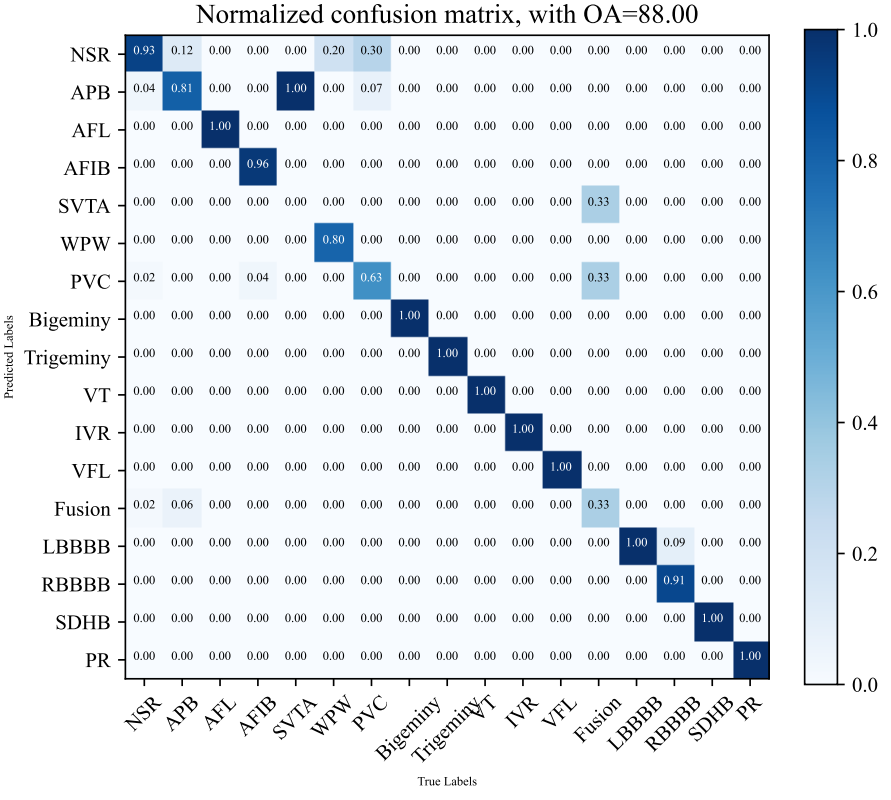 Normalized confusion matrix, with OA=88.00
NSR 0.93 0.12 0.00 0.00 0.00 0.20 0.30 0.00 0.00 0.00 0.00 0.00 0.00 0.00 0.00 0.00 0.00
APB 0.04 0.81 0.00 0.00 1.00 0.00 0.07 0.00 0.00 0.00 0.00 0.00 0.00 0.00 0.00 0.00 0.00
AFL 0.00 0.00 1.00 0.00 0.00 0.00 0.00 0.00 0.00 0.00 0.00 0.00 0.00 0.00 0.00 0.00 0.00
AFIB 0.00 0.00 0.00 0.96 0.00 0.00 0.00 0.00 0.00 0.00 0.00 0.00 0.00 0.00 0.00 0.00 0.00
SVTA 0.00 0.00 0.00 0.00 0.00 0.00 0.00 0.00 0.00 0.00 0.00 0.00 0.33 0.00 0.00 0.00 0.00
WPW 0.00 0.00 0.00 0.00 0.00 0.80 0.00 0.00 0.00 0.00 0.00 0.00 0.00 0.00 0.00 0.00 0.00
PVC 0.02 0.00 0.00 0.04 0.00 0.00 0.63 0.00 0.00 0.00 0.00 0.00 0.33 0.00 0.00 0.00 0.00
Bigeminy 0.00 0.00 0.00 0.00 0.00 0.00 0.00 1.00 0.00 0.00 0.00 0.00 0.00 0.00 0.00 0.00 0.00
Trigeminy 0.00 0.00 0.00 0.00 0.00 0.00 0.00 0.00 1.00 0.00 0.00 0.00 0.00 0.00 0.00 0.00 0.00
VT 0.00 0.00 0.00 0.00 0.00 0.00 0.00 0.00 0.00 1.00 0.00 0.00 0.00 0.00 0.00 0.00 0.00
IVR 0.00 0.00 0.00 0.00 0.00 0.00 0.00 0.00 0.00 0.00 1.00 0.00 0.00 0.00 0.00 0.00 0.00
VFL 0.00 0.00 0.00 0.00 0.00 0.00 0.00 0.00 0.00 0.00 0.00 1.00 0.00 0.00 0.00 0.00 0.00
Fusion 0.02 0.06 0.00 0.00 0.00 0.00 0.00 0.00 0.00 0.00 0.00 0.00 0.33 0.00 0.00 0.00 0.00
LBBBB 0.00 0.00 0.00 0.00 0.00 0.00 0.00 0.00 0.00 0.00 0.00 0.00 0.00 1.00 0.09 0.00 0.00
RBBBB 0.00 0.00 0.00 0.00 0.00 0.00 0.00 0.00 0.00 0.00 0.00 0.00 0.00 0.00 0.91 0.00 0.00
SDHB 0.00 0.00 0.00 0.00 0.00 0.00 0.00 0.00 0.00 0.00 0.00 0.00 0.00 0.00 0.00 1.00 0.00
PR 0.00 0.00 0.00 0.00 0.00 0.00 0.00 0.00 0.00 0.00 0.00 0.00 0.00 0.00 0.00 0.00 1.00
NSR APB AFL AFIB SVTA WPW PVC Bigeminy Trigeminy VT IVR VFL Fusion LBBBB RBBBB SDHB PR
True Labels
Predicted Labels
1.0
0.8
0.6
0.4
0.2
0.0